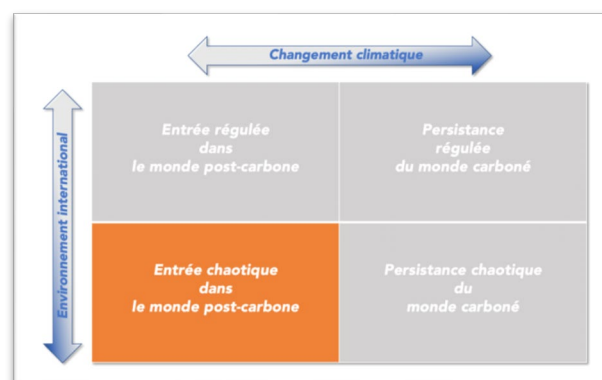 Changement climatique
Environnement international
Entrée régulée
dans
le monde post-carbone
Persistance
régulée
du monde carboné
Entrée chaotique
dans
le monde post-carbone
Persistance chaotique
du
monde carboné